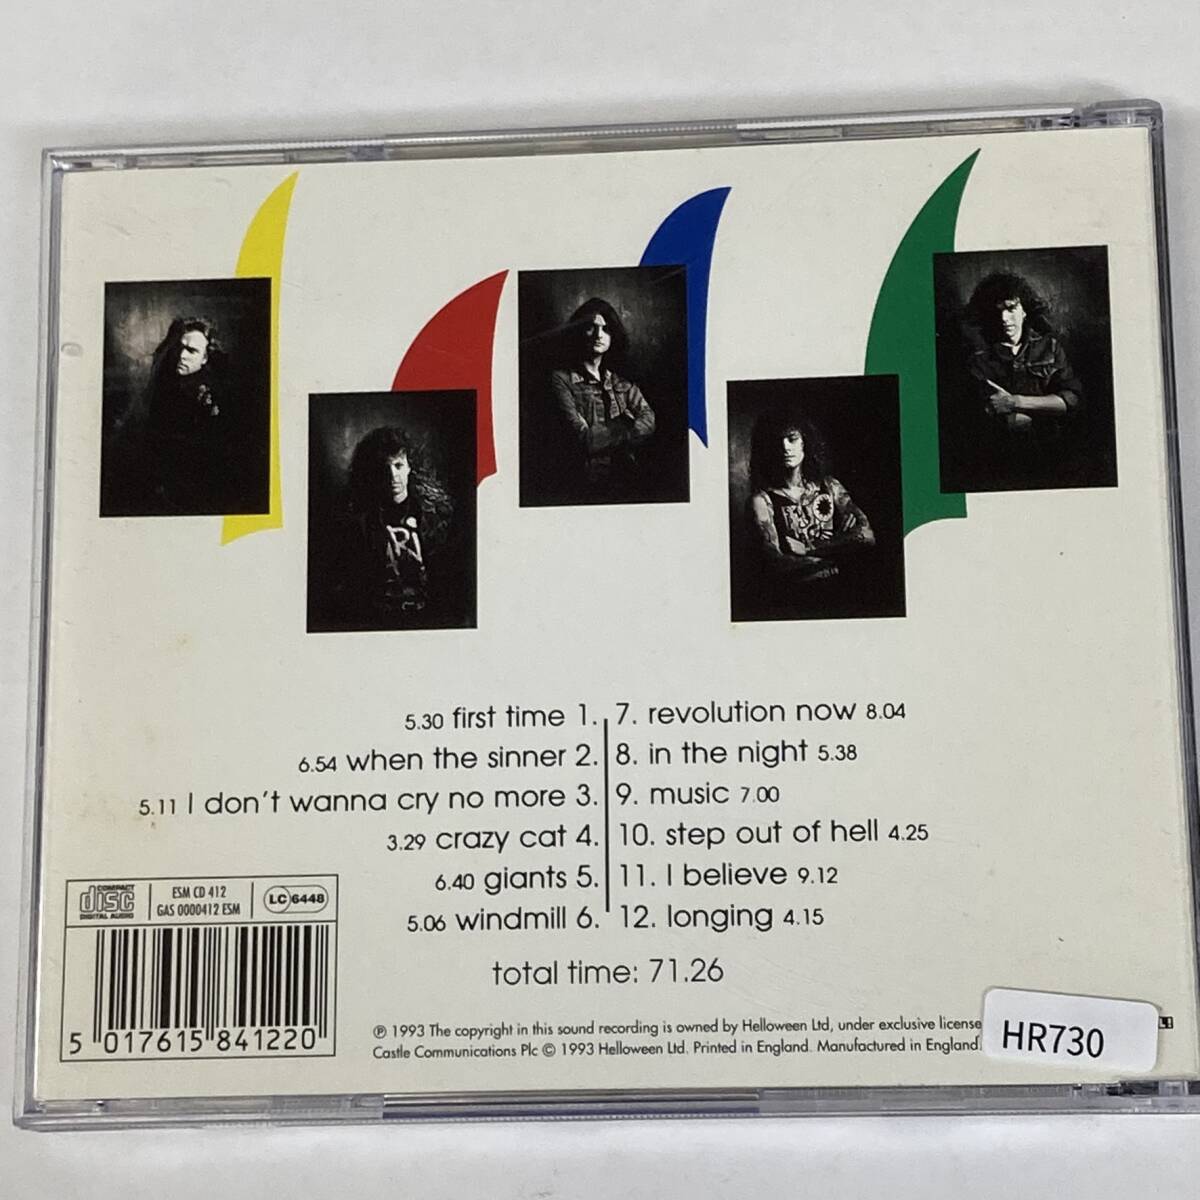 5.30 first time 1.
6.54 when the sinner 2.
5.11 I don't wanna cry no more 3.
3.29 crazy cat 4.
6.40 giants 5.
5.06 windmill 6.
7. revolution now 8.04
8. in the night 5.38
9. music 7.00
10. step out of hell 4.25
11. I believe 9.12
12. longing 4.15
total time: 71.26
COMPACT
disc
DIGITAL AUDIO
ESM CD 412
GAS 0000412 ESM
LC 6448
5 017615 841220
℗ 1993 The copyright in this sound recording is owned by Helloween Ltd, under exclusive license
Castle Communications Plc © 1993 Helloween Ltd. Printed in England. Manufactured in England.
HR730